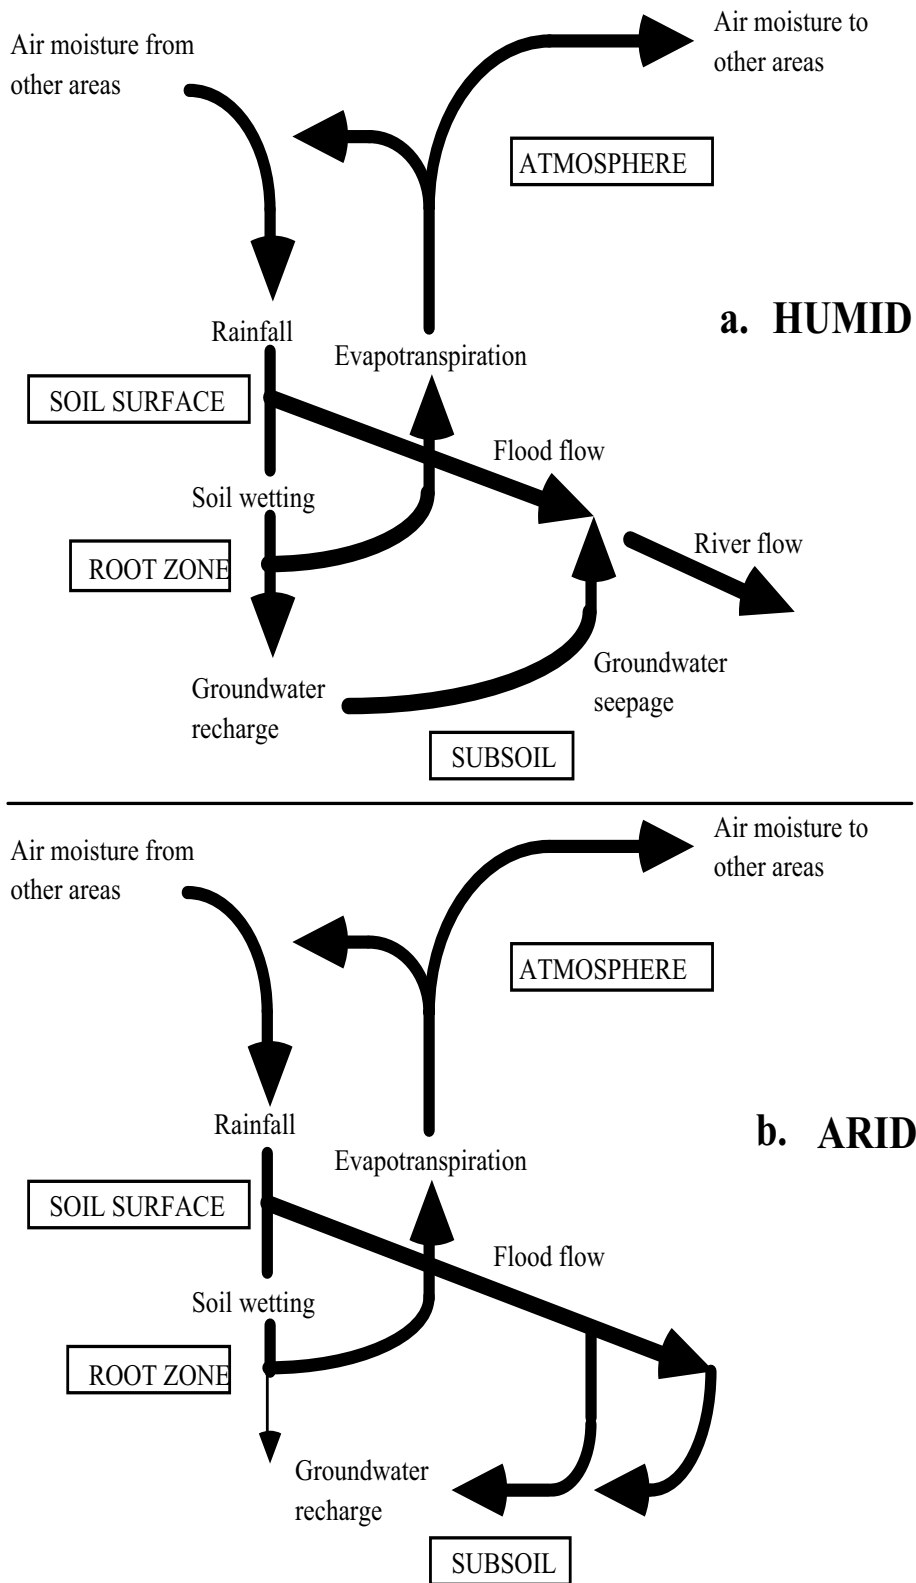 Air moisture from
other areas
Air moisture to
other areas
ATMOSPHERE
a. HUMID
Rainfall
Evapotranspiration
SOIL SURFACE
Flood flow
Soil wetting
River flow
ROOT ZONE
Groundwater
seepage
Groundwater
recharge
SUBSOIL
Air moisture from
other areas
Air moisture to
other areas
ATMOSPHERE
b. ARID
Rainfall
Evapotranspiration
SOIL SURFACE
Flood flow
Soil wetting
ROOT ZONE
Groundwater
recharge
SUBSOIL